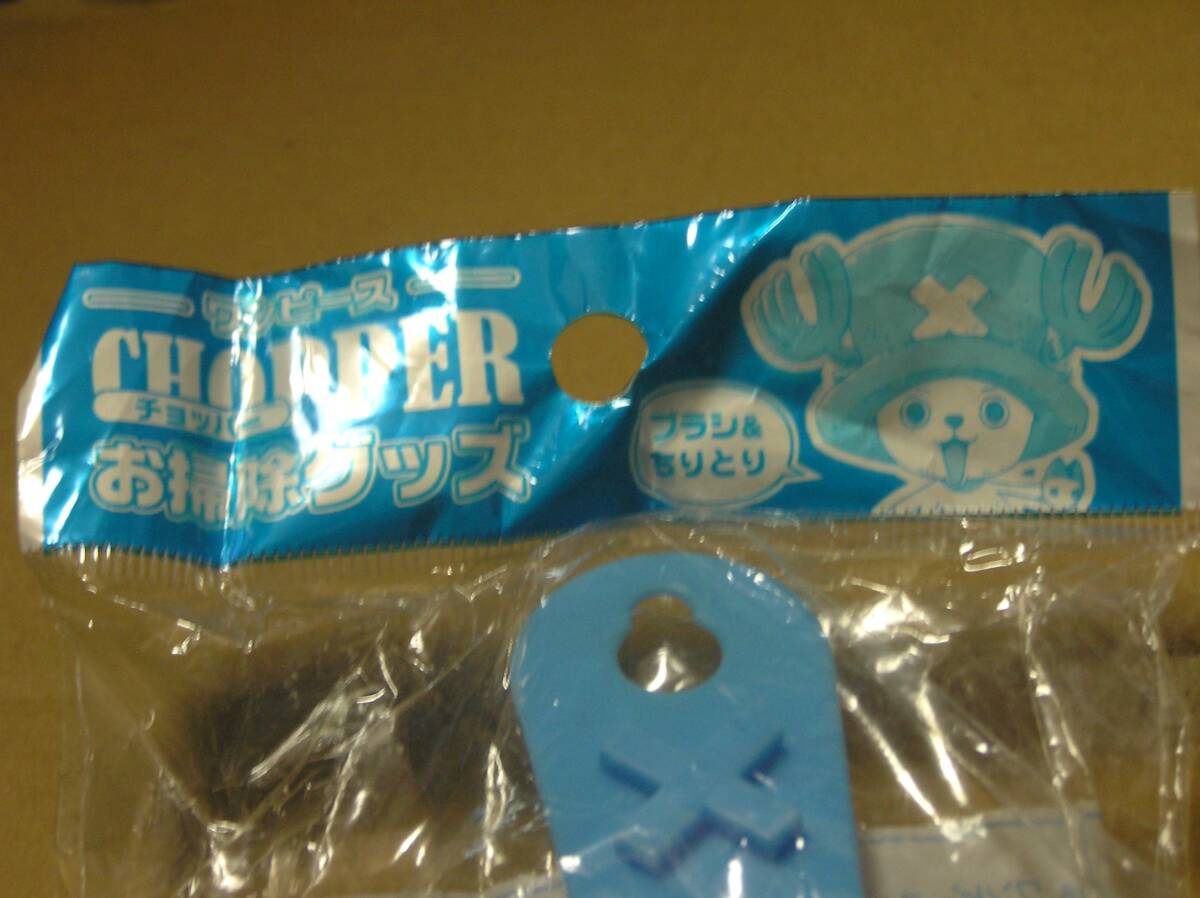 ワンピース
CHOPPER
チョッパー
お掃除グッズ
ブラシ&
ちりとり